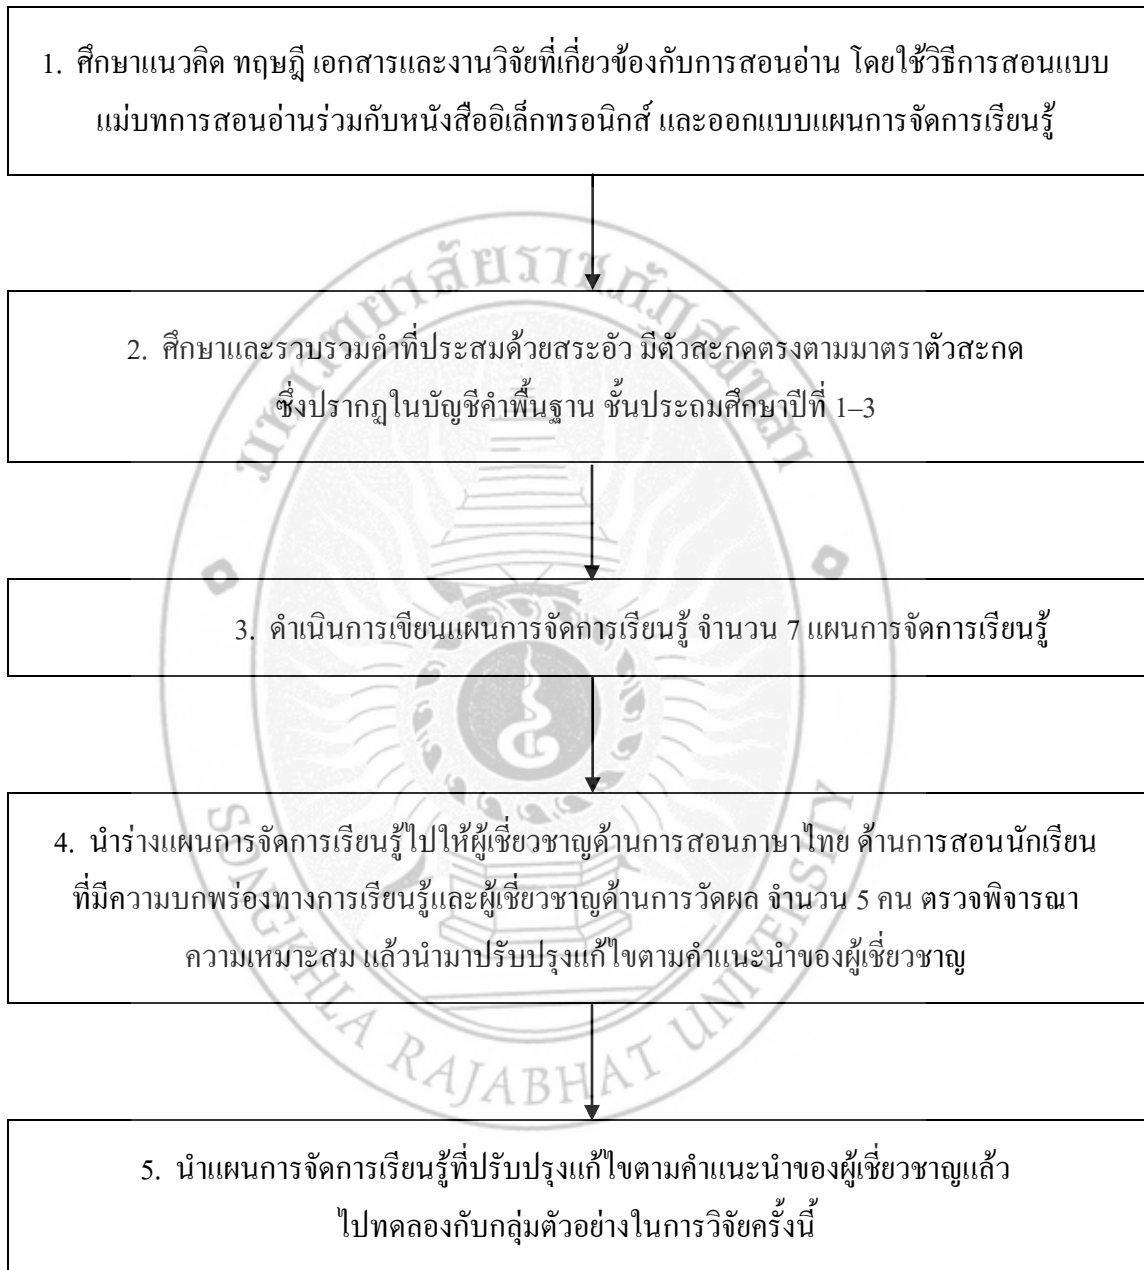 1. ศึกษาแนวคิด ทฤษฎี เอกสารและงานวิจัยที่เกี่ยวข้องกับการสอนอ่าน โดยใช้วิธีการสอนแบบ
แม่บทการสอนอ่านร่วมกับหนังสืออิเล็กทรอนิกส์ และออกแบบแผนการจัดการเรียนรู้
มหาวิทยาลัยราชภัฏสงขลา
2. ศึกษาและรวบรวมคำที่ประสมด้วยสระอัว มีตัวสะกดตรงตามมาตราตัวสะกด
ซึ่งปรากฏในบัญชีคำพื้นฐาน ชั้นประถมศึกษาปีที่ 1–3
3. ดำเนินการเขียนแผนการจัดการเรียนรู้ จำนวน 7 แผนการจัดการเรียนรู้
4. นำร่างแผนการจัดการเรียนรู้ไปให้ผู้เชี่ยวชาญด้านการสอนภาษาไทย ด้านการสอนนักเรียน
ที่มีความบกพร่องทางการเรียนรู้และผู้เชี่ยวชาญด้านการวัดผล จำนวน 5 คน ตรวจพิจารณา
ความเหมาะสม แล้วนำมาปรับปรุงแก้ไขตามคำแนะนำของผู้เชี่ยวชาญ
SONGKHLA RAJABHAT UNIVERSITY
5. นำแผนการจัดการเรียนรู้ที่ปรับปรุงแก้ไขตามคำแนะนำของผู้เชี่ยวชาญแล้ว
ไปทดลองกับกลุ่มตัวอย่างในการวิจัยครั้งนี้